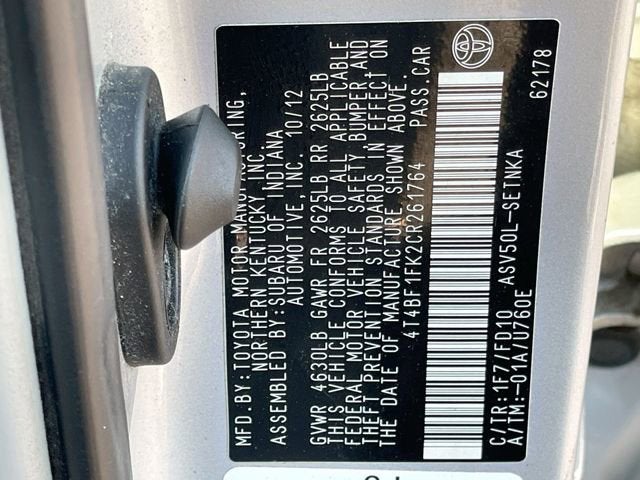 MFD.BY:TOYOTA MOTOR MANUFACTURING,
NORTHERN KENTUCKY INC.
ASSEMBLED BY:SUBARU OF INDIANA
AUTOMOTIVE,INC. 10/12
GVWR 4630LB GAWR FR 2625LB RR 2625LB
THIS VEHICLE CONFORMS TO ALL APPLICABLE
FEDERAL MOTOR VEHICLE SAFETY, BUMPER AND
THEFT PREVENTION STANDARDS IN EFFECT ON
THE DATE OF MANUFACTURE SHOWN ABOVE.
4T4BF1FK2CR261764 PASS.CAR
C/TR:1F7/FD10 ASV50L-SETNKA
A/TM:-01A/U760E
62178